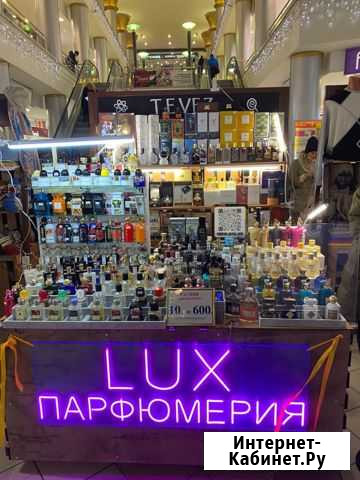 TEVEZ
10 600
LUX
ПАРФЮМЕРИЯ
Интернет-
Кабинет.Ру